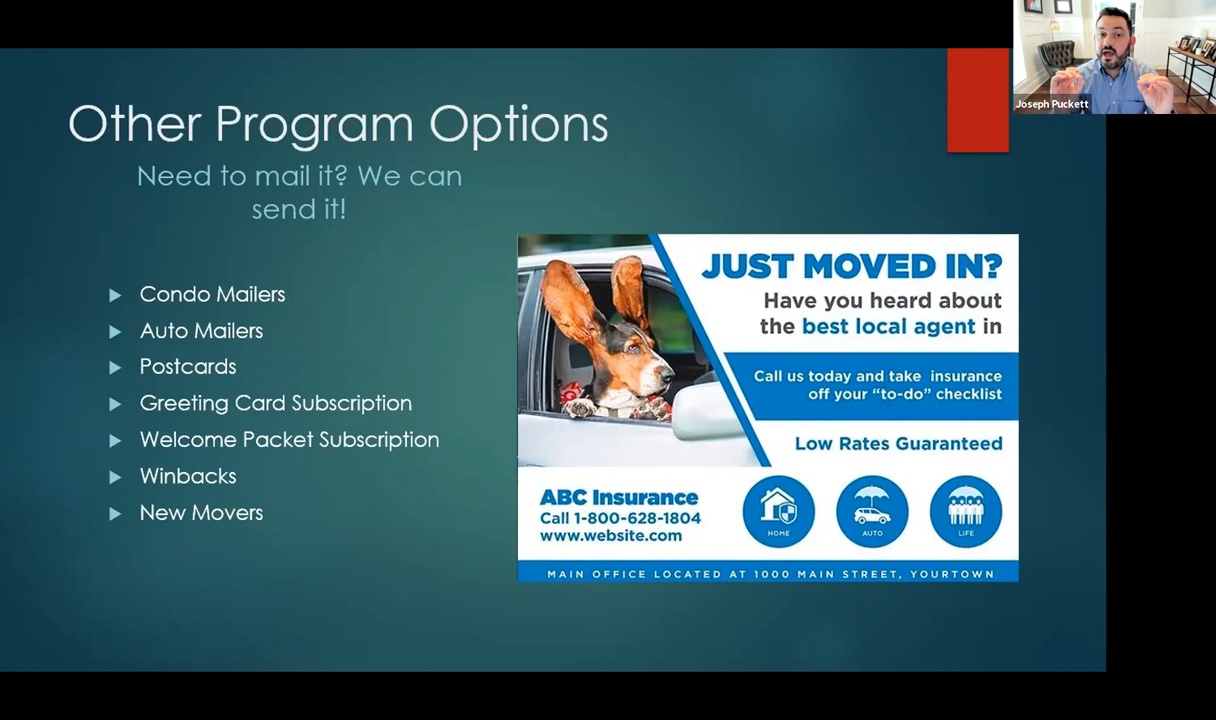 Joseph Puckett
Other Program Options
Need to mail it? We can
send it!
Condo Mailers
Auto Mailers
Postcards
Greeting Card Subscription
Welcome Packet Subscription
Winbacks
New Movers
JUST MOVED IN?
Have you heard about
the best local agent in
Call us today and take insurance
off your “to-do” checklist
Low Rates Guaranteed
ABC Insurance
Call 1-800-628-1804
www.website.com
HOME
AUTO
LIFE
MAIN OFFICE LOCATED AT 1000 MAIN STREET, YOURTOWN